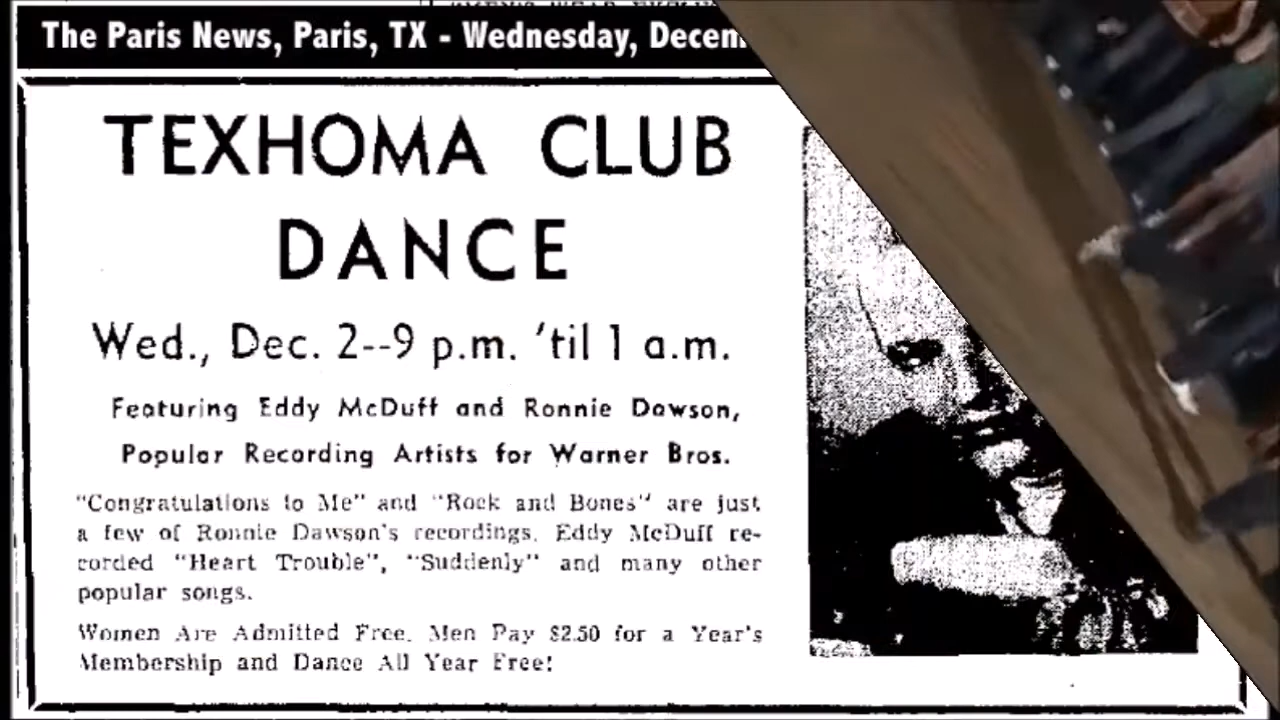 The Paris News, Paris, TX - Wednesday, Decem
TEXHOMA CLUB
DANCE
Wed., Dec. 2--9 p.m. 'til 1 a.m.
Featuring Eddy McDuff and Ronnie Dawson,
Popular Recording Artists for Warner Bros.
"Congratulations to Me" and "Rock and Bones" are just
a few of Ronnie Dawson's recordings. Eddy McDuff re-
corded "Heart Trouble", "Suddenly" and many other
popular songs.
Women Are Admitted Free. Men Pay $2.50 for a Year's
Membership and Dance All Year Free!